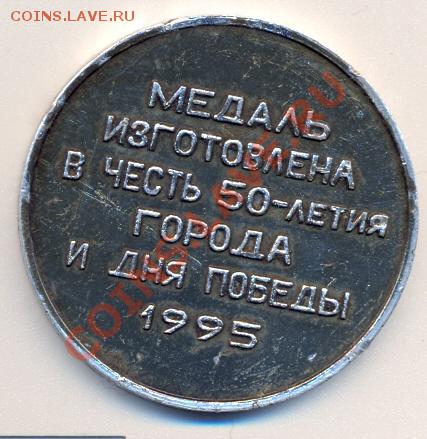 COINS.LAVE.RU
МЕДАЛЬ
ИЗГОТОВЛЕНА
В ЧЕСТЬ 50-ЛЕТИЯ
ГОРОДА
И ДНЯ ПОБЕДЫ
1995